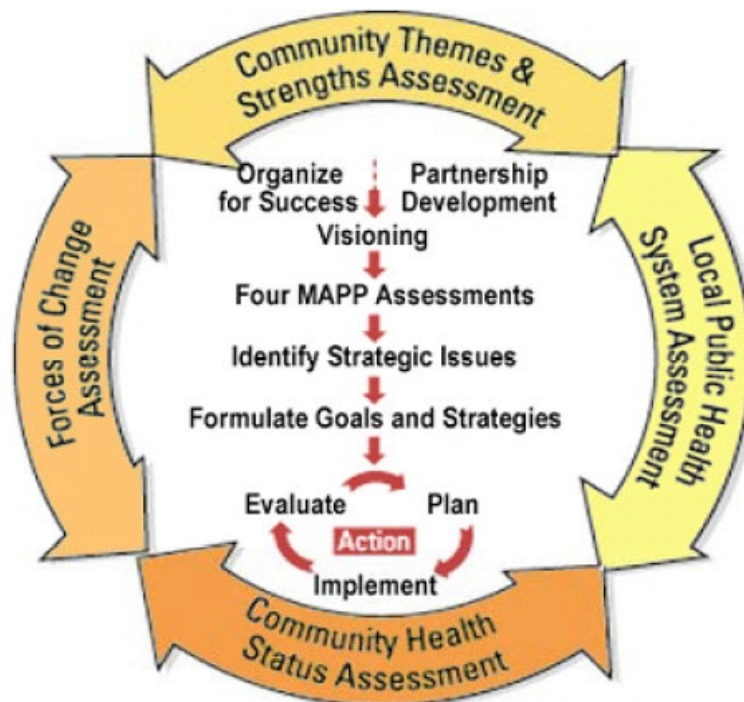 Community Themes &
Strengths Assessment
Organize
for Success
Partnership
Development
Visioning
Four MAPP Assessments
Identify Strategic Issues
Formulate Goals and Strategies
Evaluate
Plan
Action
Implement
Forces of Change
Assessment
Local Public Health
System Assessment
Community Health
Status Assessment